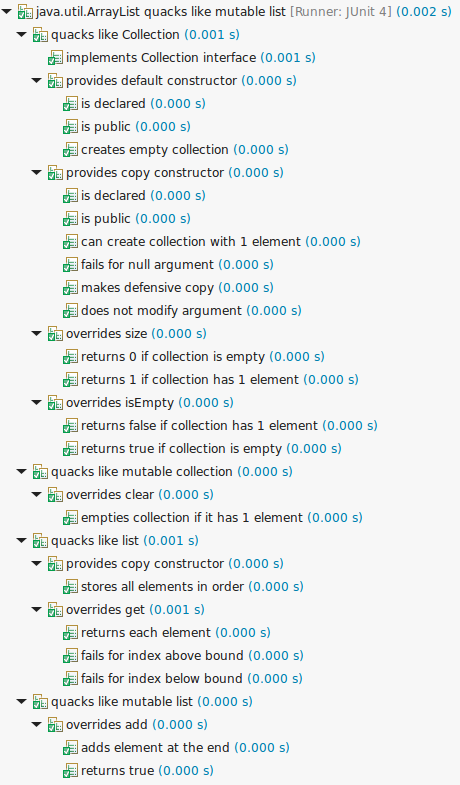 java.util.ArrayList quacks like mutable list [Runner: JUnit 4] (0.002 s)
quacks like Collection (0.001 s)
implements Collection interface (0.001 s)
provides default constructor (0.000 s)
is declared (0.000 s)
is public (0.000 s)
creates empty collection (0.000 s)
provides copy constructor (0.000 s)
is declared (0.000 s)
is public (0.000 s)
can create collection with 1 element (0.000 s)
fails for null argument (0.000 s)
makes defensive copy (0.000 s)
does not modify argument (0.000 s)
overrides size (0.000 s)
returns 0 if collection is empty (0.000 s)
returns 1 if collection has 1 element (0.000 s)
overrides isEmpty (0.000 s)
returns false if collection has 1 element (0.000 s)
returns true if collection is empty (0.000 s)
quacks like mutable collection (0.000 s)
overrides clear (0.000 s)
empties collection if it has 1 element (0.000 s)
quacks like list (0.001 s)
provides copy constructor (0.000 s)
stores all elements in order (0.000 s)
overrides get (0.001 s)
returns each element (0.000 s)
fails for index above bound (0.000 s)
fails for index below bound (0.000 s)
quacks like mutable list (0.000 s)
overrides add (0.000 s)
adds element at the end (0.000 s)
returns true (0.000 s)